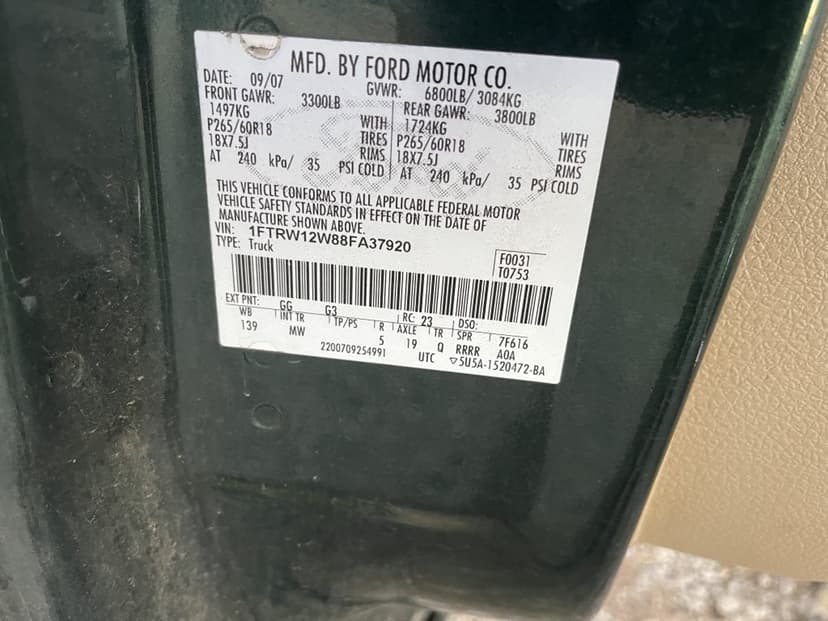 MFD. BY FORD MOTOR CO.
DATE: 09/07 GVWR: 6800LB/ 3084KG
FRONT GAWR: 3300LB REAR GAWR: 3800LB
1497KG WITH 1724KG WITH
P265/60R18 TIRES P265/60R18 TIRES
18X7.5J RIMS 18X7.5J RIMS
AT 240 kPa/ 35 PSI COLD AT 240 kPa/ 35 PSI COLD
THIS VEHICLE CONFORMS TO ALL APPLICABLE FEDERAL MOTOR
VEHICLE SAFETY STANDARDS IN EFFECT ON THE DATE OF
MANUFACTURE SHOWN ABOVE.
VIN: 1FTRW12W88FA37920
TYPE: Truck
F0031
T0753
EXT PNT: GG G3 RC: 23 DSO:
WB INT TR TP/PS R AXLE TR SPR 7F616
139 MW 5 19 Q RRRR A0A
2200709254991 UTC ▽5U5A-1520472-BA